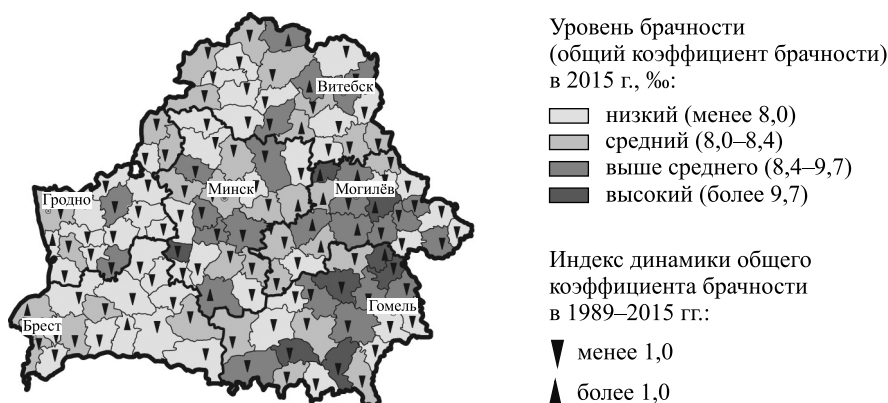 Витебск
Минск
Могилёв
Гродно
Гомель
Брест
Уровень брачности
(общий коэффициент брачности)
в 2015 г., ‰:
низкий (менее 8,0)
средний (8,0–8,4)
выше среднего (8,4–9,7)
высокий (более 9,7)
Индекс динамики общего
коэффициента брачности
в 1989–2015 гг.:
менее 1,0
более 1,0